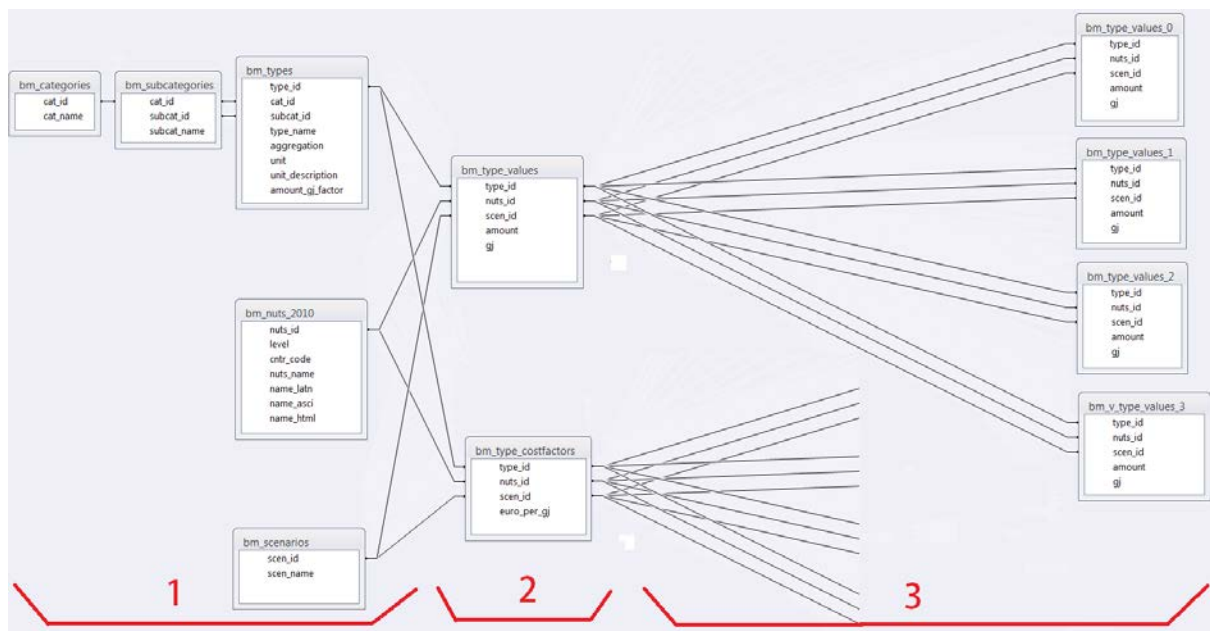 bm_categories
cat_id
cat_name
bm_subcategories
cat_id
subcat_id
subcat_name
bm_types
type_id
cat_id
subcat_id
type_name
aggregation
unit
unit_description
amount_gj_factor
bm_nuts_2010
nuts_id
level
cntr_code
nuts_name
name_latn
name_asci
name_html
bm_scenarios
scen_id
scen_name
bm_type_values
type_id
nuts_id
scen_id
amount
gj
bm_type_costfactors
type_id
nuts_id
scen_id
euro_per_gj
bm_type_values_0
type_id
nuts_id
scen_id
amount
gj
bm_type_values_1
type_id
nuts_id
scen_id
amount
gj
bm_type_values_2
type_id
nuts_id
scen_id
amount
gj
bm_v_type_values_3
type_id
nuts_id
scen_id
amount
gj
1
2
3